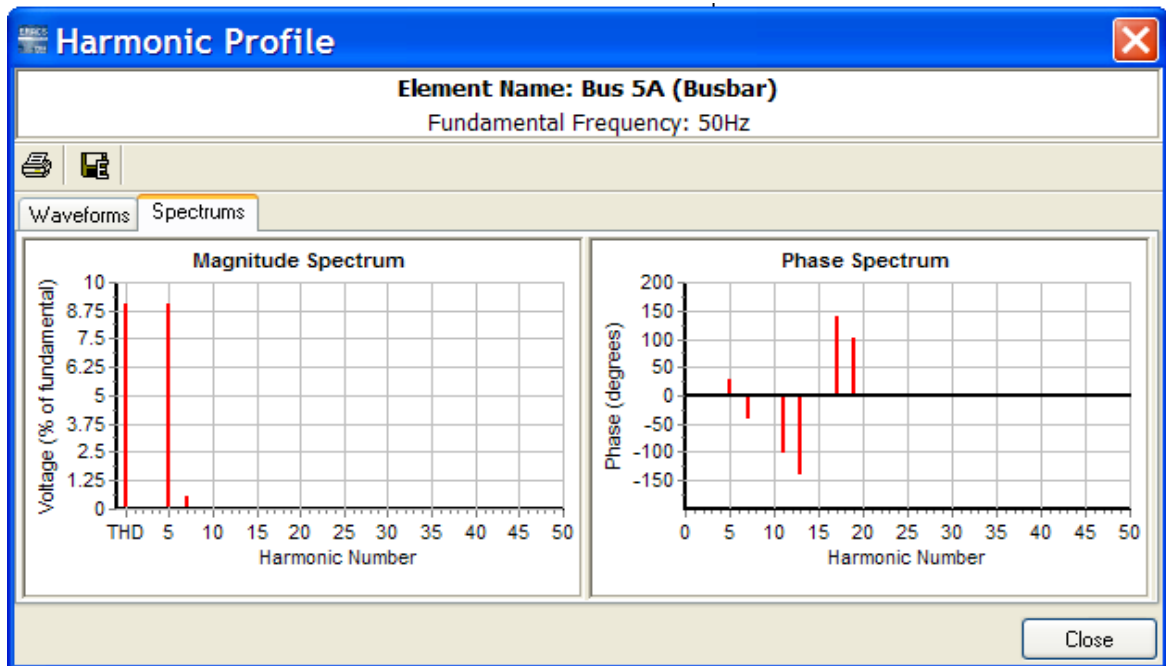 Harmonic Profile
Element Name: Bus 5A (Busbar)
Fundamental Frequency: 50Hz
Waveforms Spectrums
Magnitude Spectrum
Voltage (% of fundamental)
10
8.75
7.5
6.25
5
3.75
2.5
1.25
0
THD 5 10 15 20 25 30 35 40 45 50
Harmonic Number
Phase Spectrum
Phase (degrees)
200
150
100
50
0
-50
-100
-150
0 5 10 15 20 25 30 35 40 45 50
Harmonic Number
Close